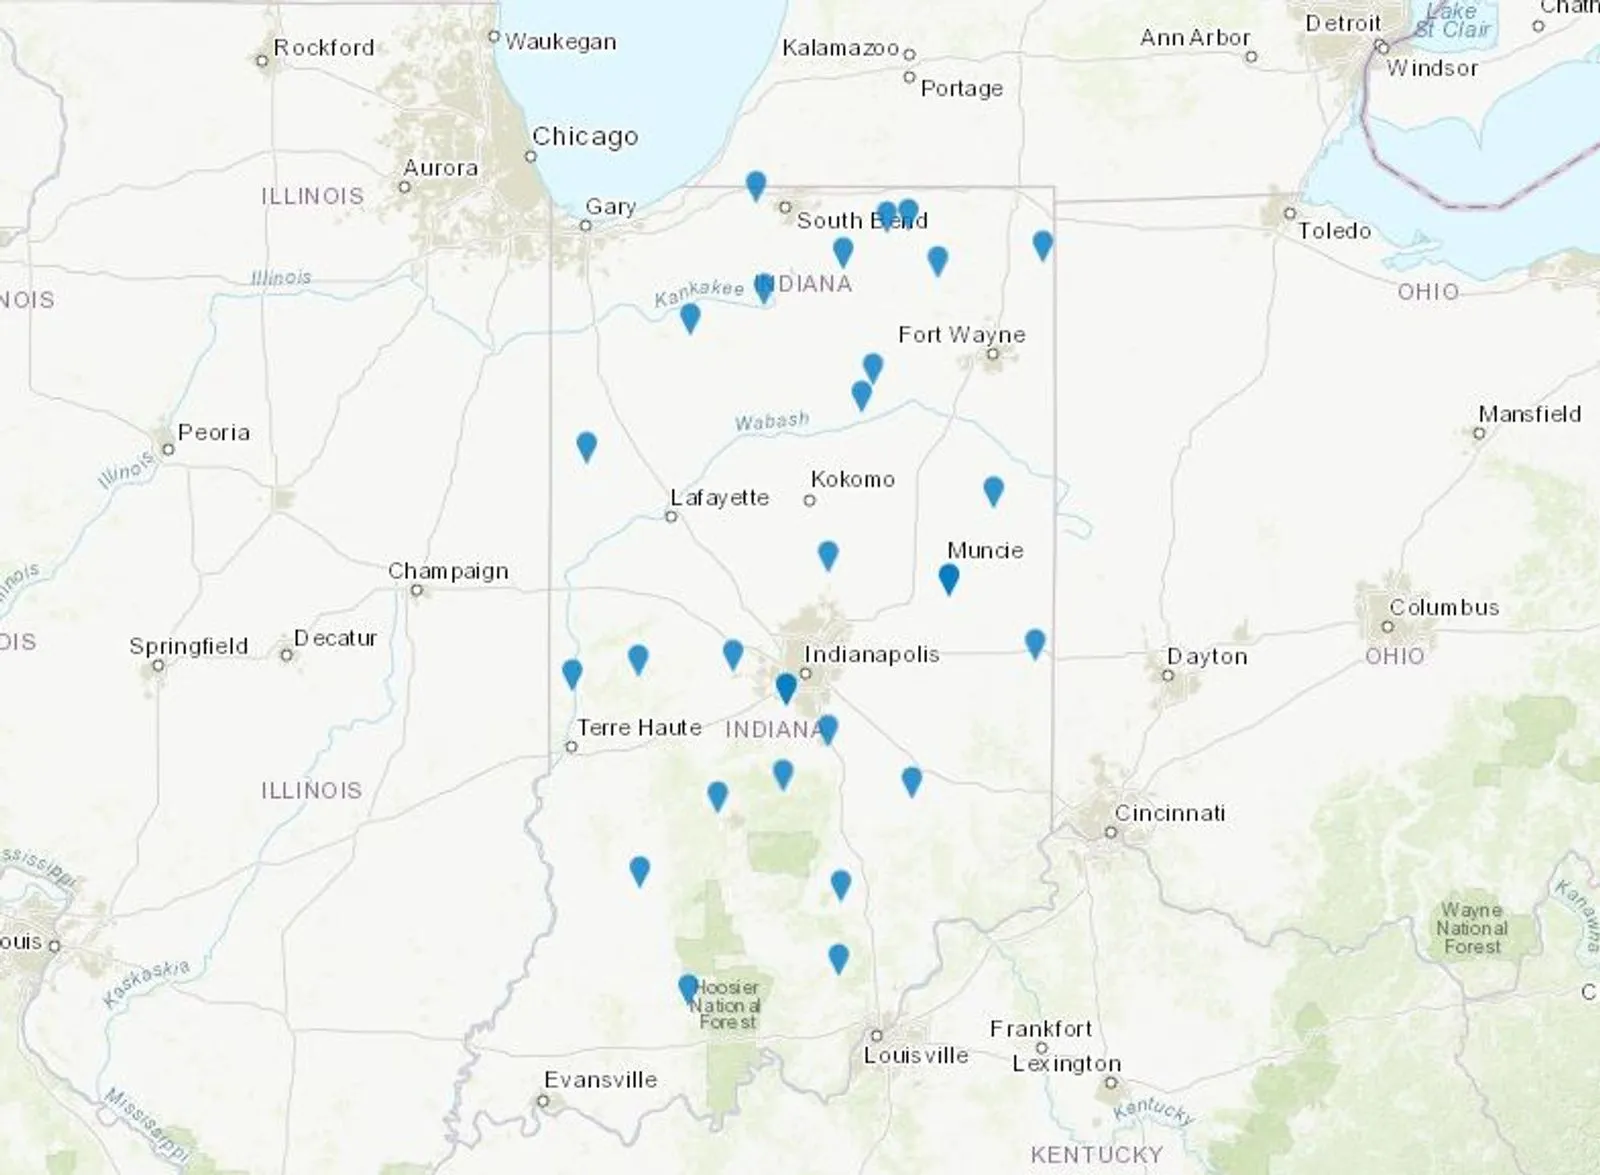 Rockford
Waukegan
Kalamazoo
Portage
Ann Arbor
Detroit
Lake
St Clair
Windsor
Chath
Chicago
Aurora
ILLINOIS
Gary
South Bend
Toledo
Illinois
NOIS
Kankakee
INDIANA
OHIO
Fort Wayne
Peoria
Wabash
Mansfield
Illinois
Kokomo
Lafayette
Muncie
Champaign
inois
Columbus
OIS
Springfield
Decatur
Indianapolis
Dayton
OHIO
Terre Haute
INDIANA
ILLINOIS
Cincinnati
ssissippi
Wayne
National
Forest
Kanawha
ouis
Kaskaskia
Hoosier
National
Forest
C
Frankfort
Louisville
Lexington
Evansville
Mississippi
Kentucky
KENTUCKY